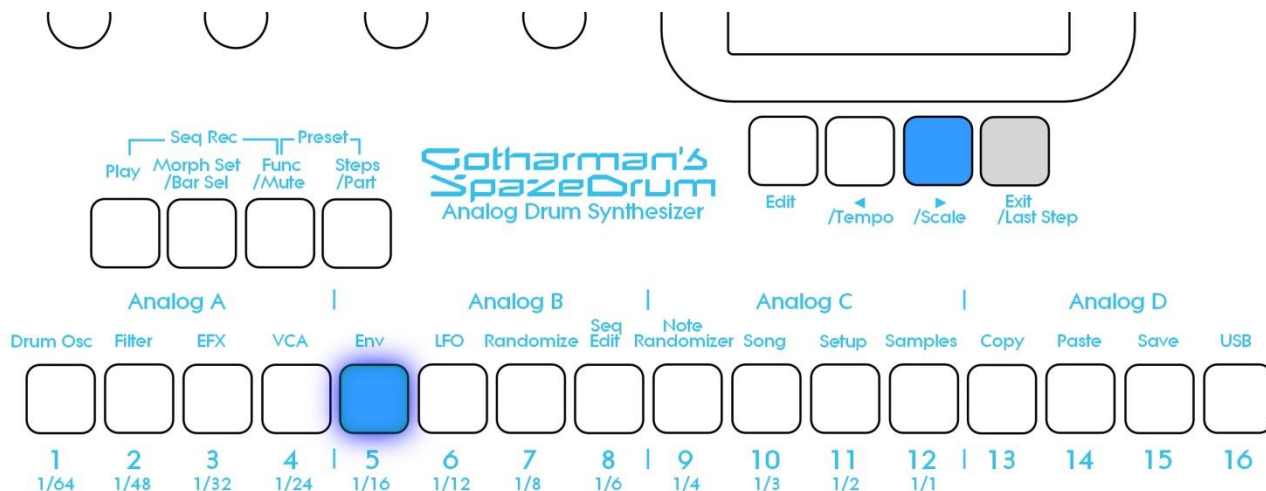 Seq Rec Preset
Play Morph Set /Bar Sel Func /Mute Steps /Part
Gotharman's
SpazeDrum
Analog Drum Synthesizer
Edit ◄ /Tempo ► /Scale Exit /Last Step
Analog A | Analog B | Analog C | Analog D
Drum Osc Filter EFX VCA Env LFO Randomize Seq Edit Note Randomizer Song Setup Samples Copy Paste Save USB
1 2 3 4 | 5 6 7 8 | 9 10 11 12 | 13 14 15 16
1/64 1/48 1/32 1/24 1/16 1/12 1/8 1/6 1/4 1/3 1/2 1/1